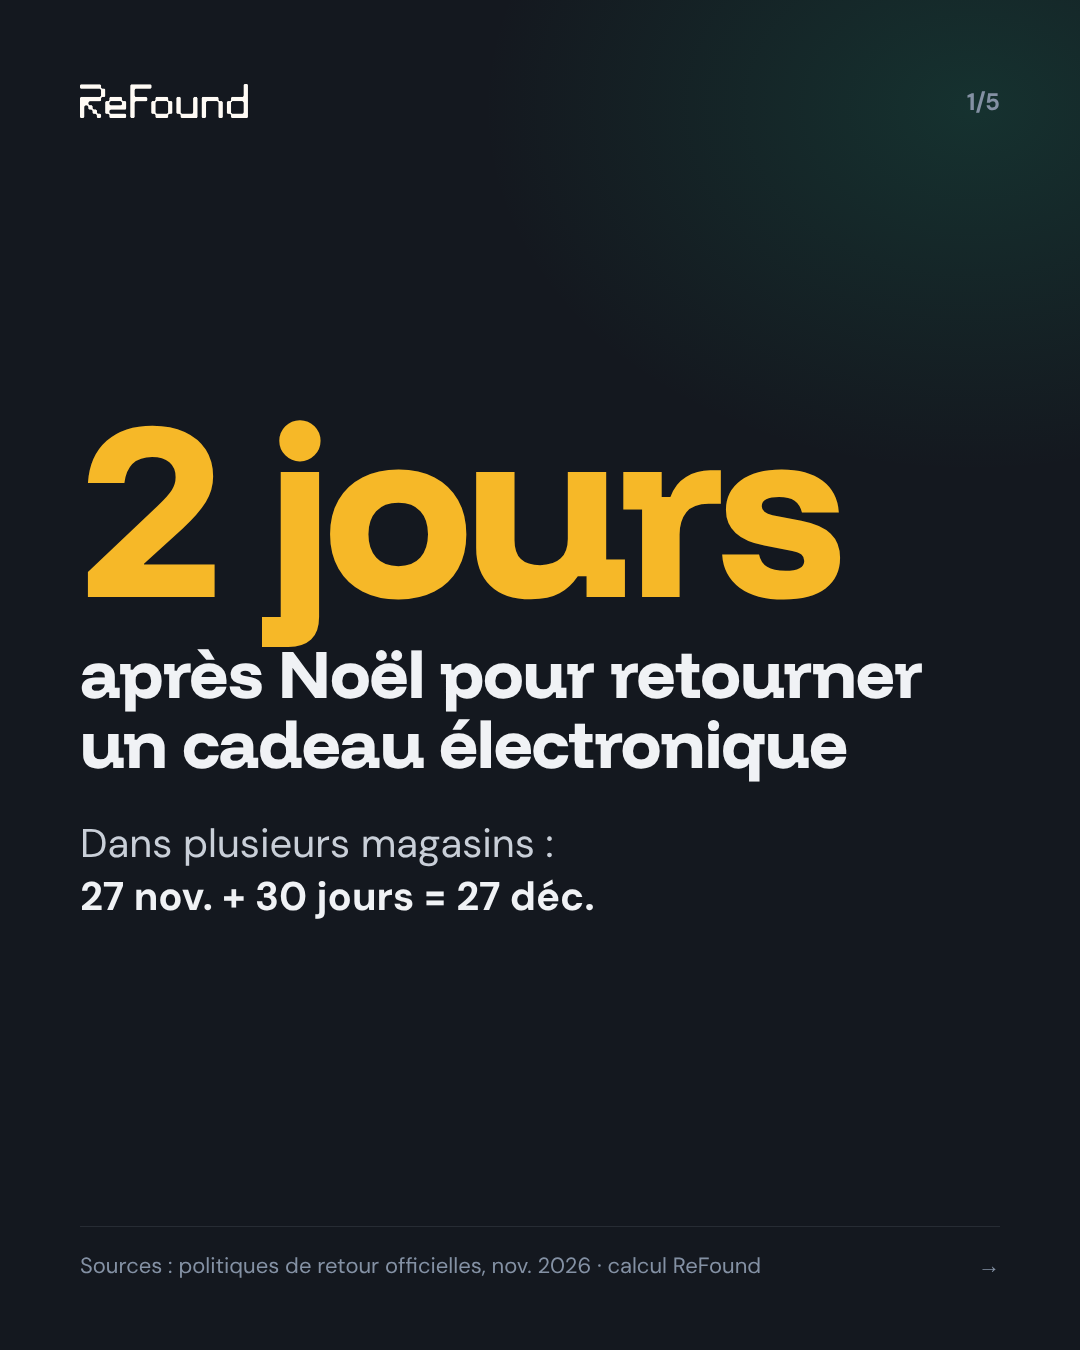 ReFound
1/5
2 jours
après Noël pour retourner
un cadeau électronique
Dans plusieurs magasins :
27 nov. + 30 jours = 27 déc.
Sources : politiques de retour officielles, nov. 2026 · calcul ReFound →